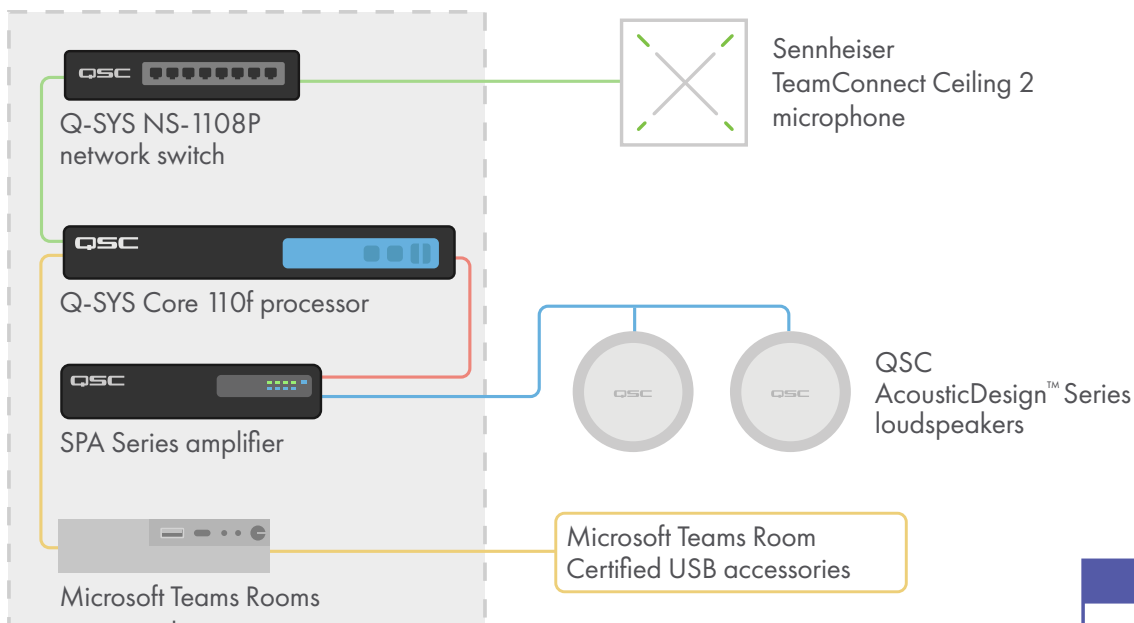 QSC
Q-SYS NS-1108P
network switch
Sennheiser
TeamConnect Ceiling 2
microphone
QSC
Q-SYS Core 110f processor
QSC
SPA Series amplifier
QSC
QSC
QSC
AcousticDesign™ Series
loudspeakers
Microsoft Teams Room
Certified USB accessories
Microsoft Teams Rooms